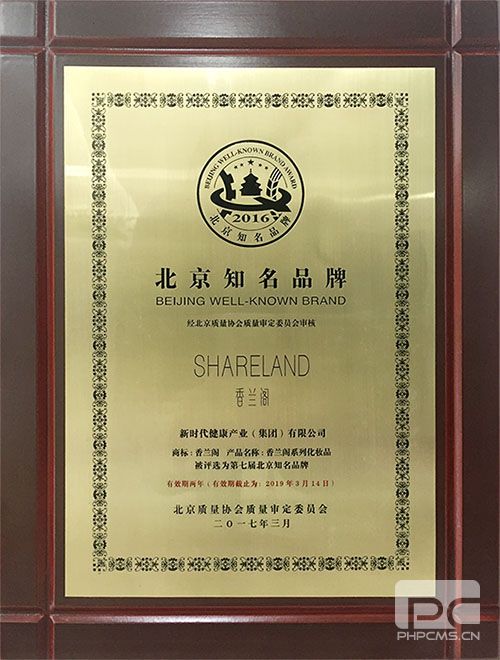 BEIJING WELL-KNOWN BRAND AWARD
2016
北京知名品牌
北京知名品牌
BEIJING WELL-KNOWN BRAND
经北京质量协会质量审定委员会审核
SHARELAND
香兰阁
新时代健康产业（集团）有限公司
商标：香兰阁 产品名称：香兰阁系列化妆品
被评选为第七届北京知名品牌
有效期两年（有效期截止为：2019年3月14日）
北京质量协会质量审定委员会
二〇一七年三月
PC
PHPCMS.CN